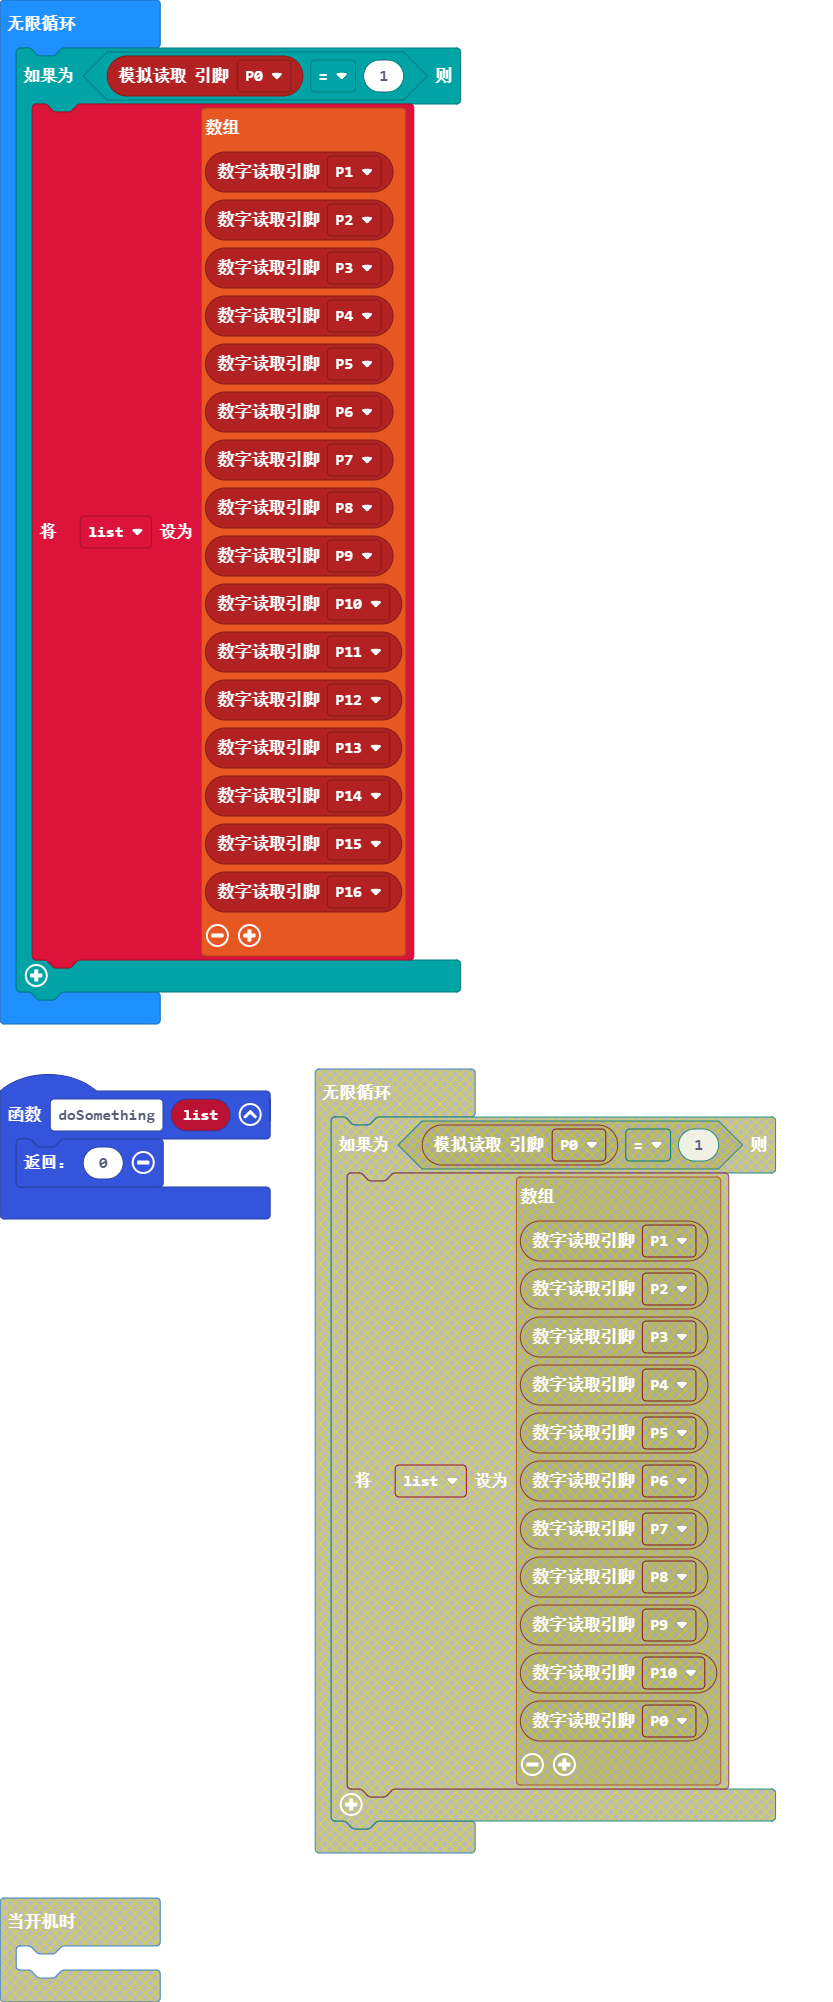 无限循环
如果为 模拟读取 引脚 P0 = 1 则
数组
数字读取引脚 P1
数字读取引脚 P2
数字读取引脚 P3
数字读取引脚 P4
数字读取引脚 P5
数字读取引脚 P6
数字读取引脚 P7
数字读取引脚 P8
将 list 设为
数字读取引脚 P9
数字读取引脚 P10
数字读取引脚 P11
数字读取引脚 P12
数字读取引脚 P13
数字读取引脚 P14
数字读取引脚 P15
数字读取引脚 P16
函数 doSomething list
返回: 0
无限循环
如果为 模拟读取 引脚 P0 = 1 则
数组
数字读取引脚 P1
数字读取引脚 P2
数字读取引脚 P3
数字读取引脚 P4
数字读取引脚 P5
将 list 设为 数字读取引脚 P6
数字读取引脚 P7
数字读取引脚 P8
数字读取引脚 P9
数字读取引脚 P10
数字读取引脚 P0
当开机时